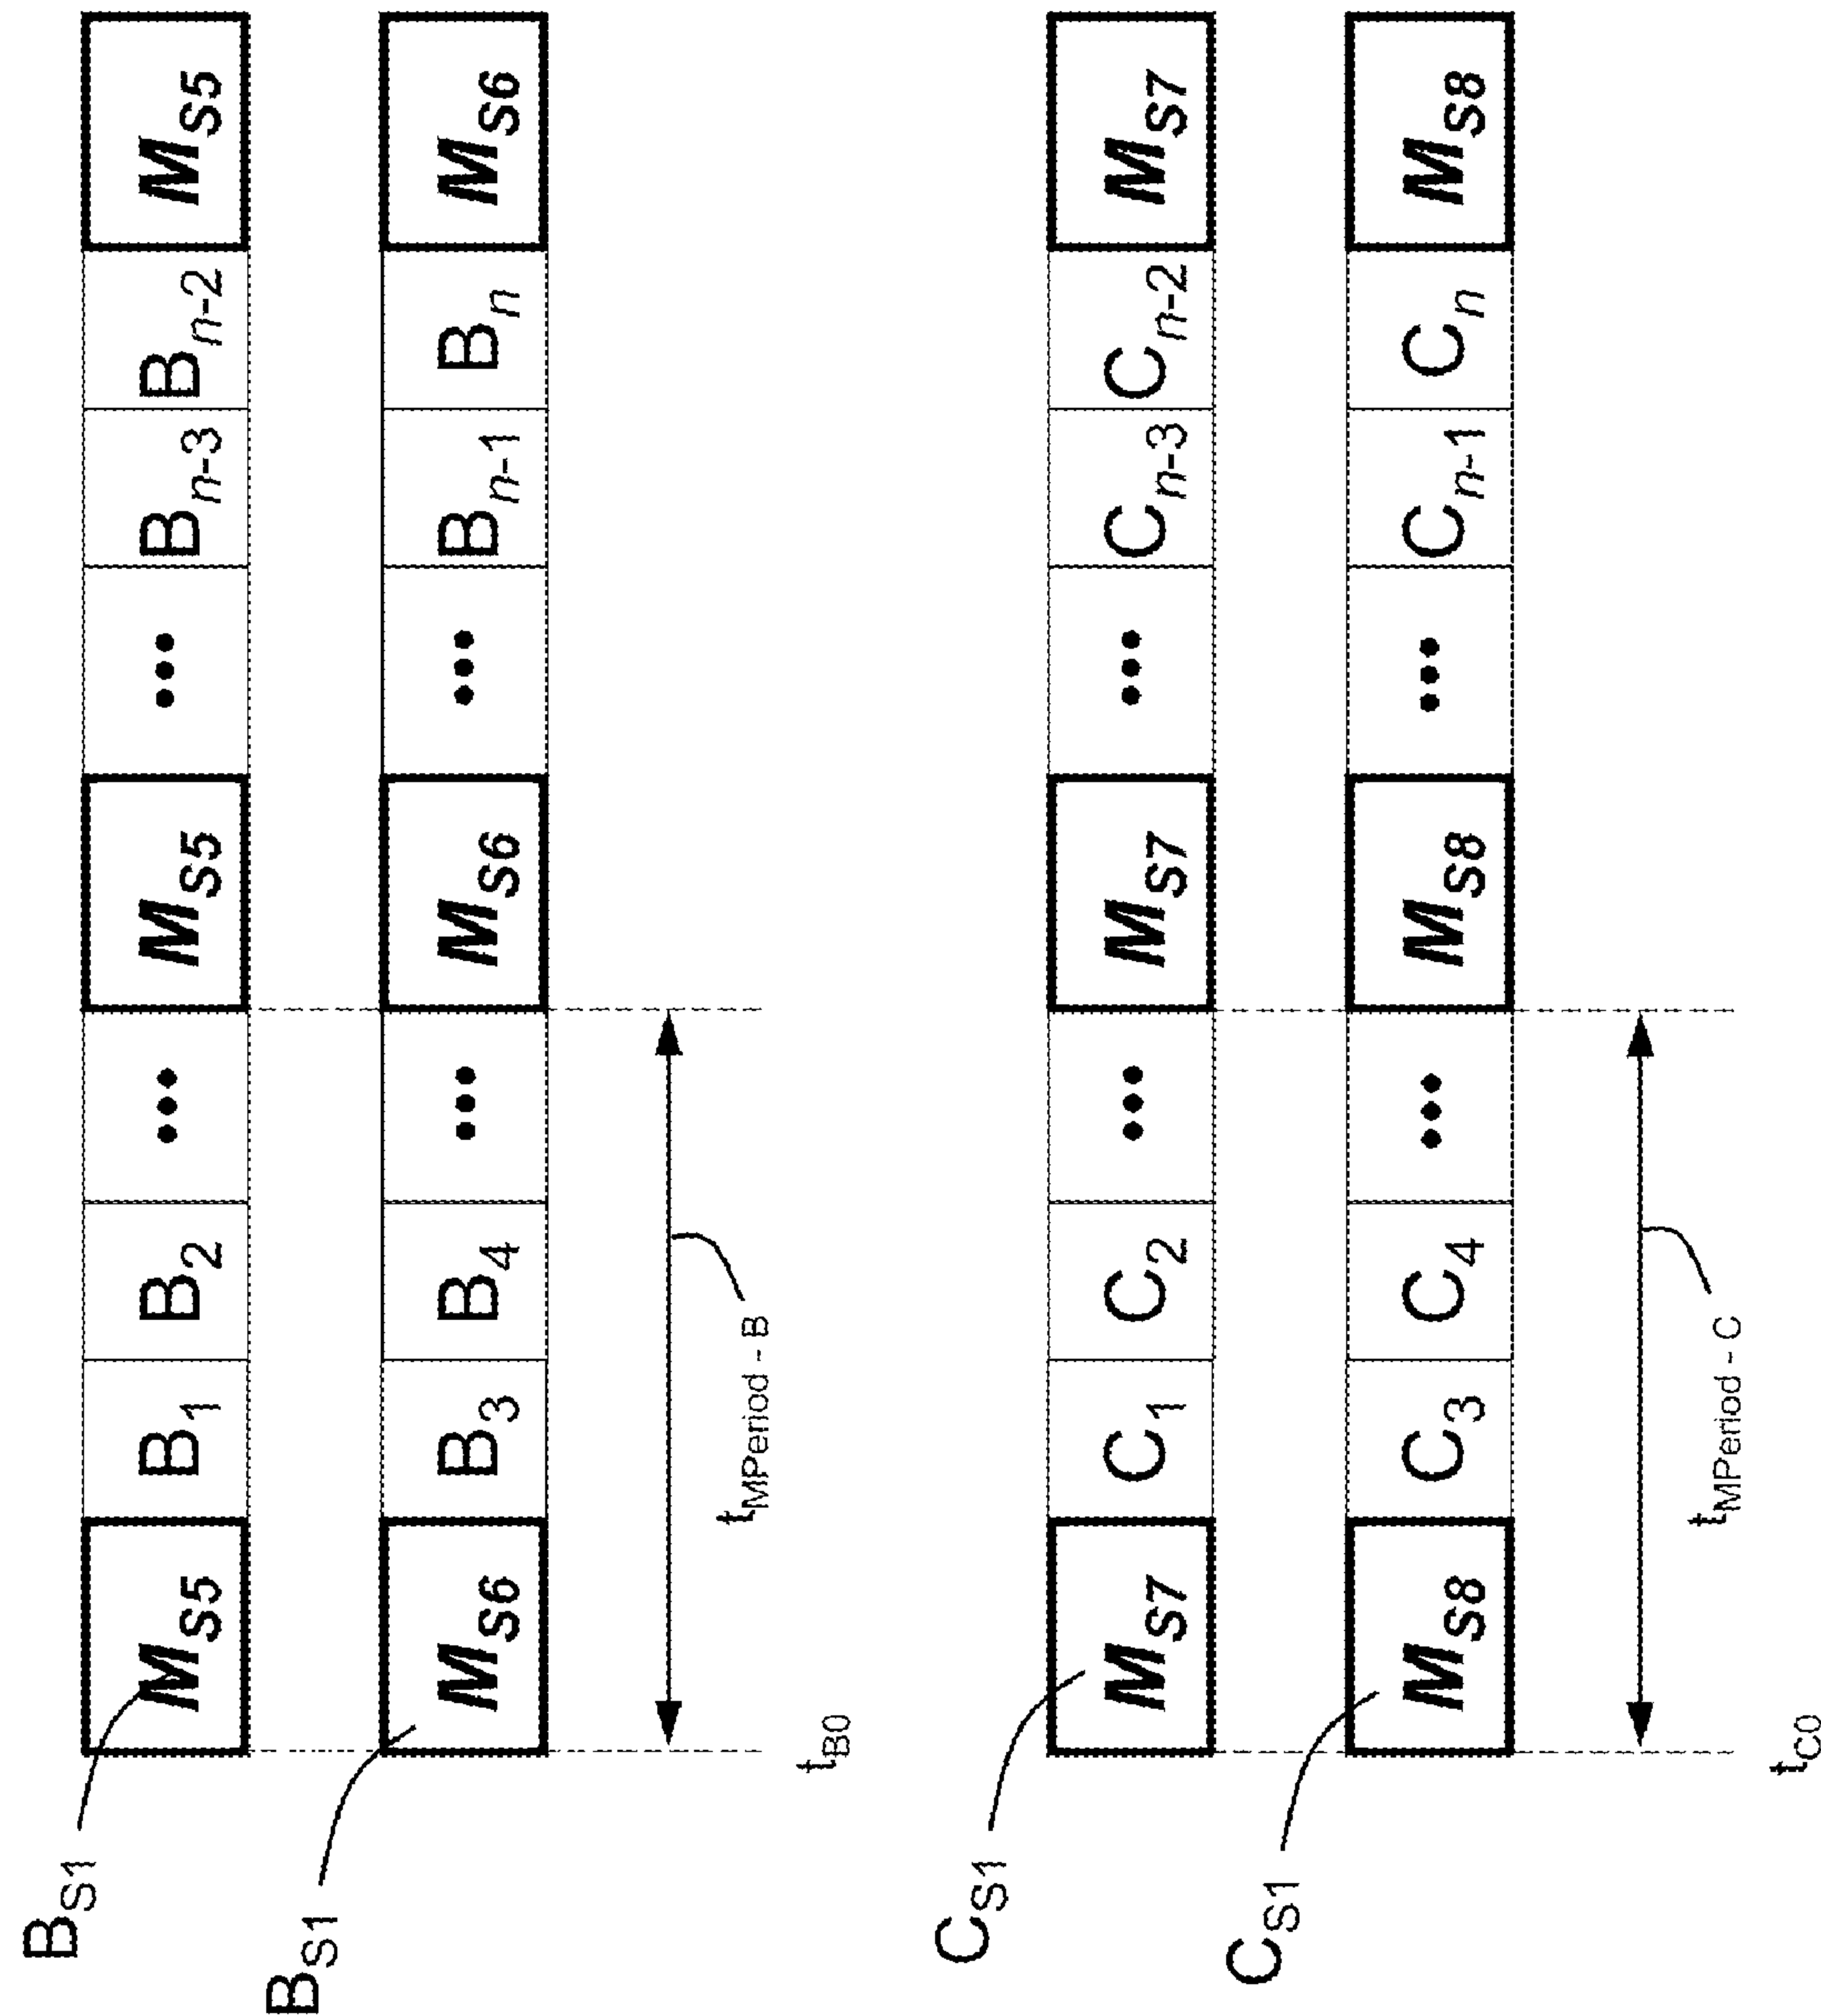 B_S1
M_S5 B_1 B_2 ••• M_S5 ••• B_n-3 B_n-2 M_S5
B_S1
M_S6 B_3 B_4 ••• M_S6 ••• B_n-1 B_n M_S6
t_MPeriod - B
t_B0
C_S1
M_S7 C_1 C_2 ••• M_S7 ••• C_n-3 C_n-2 M_S7
C_S1
M_S8 C_3 C_4 ••• M_S8 ••• C_n-1 C_n M_S8
t_MPeriod - C
t_C0